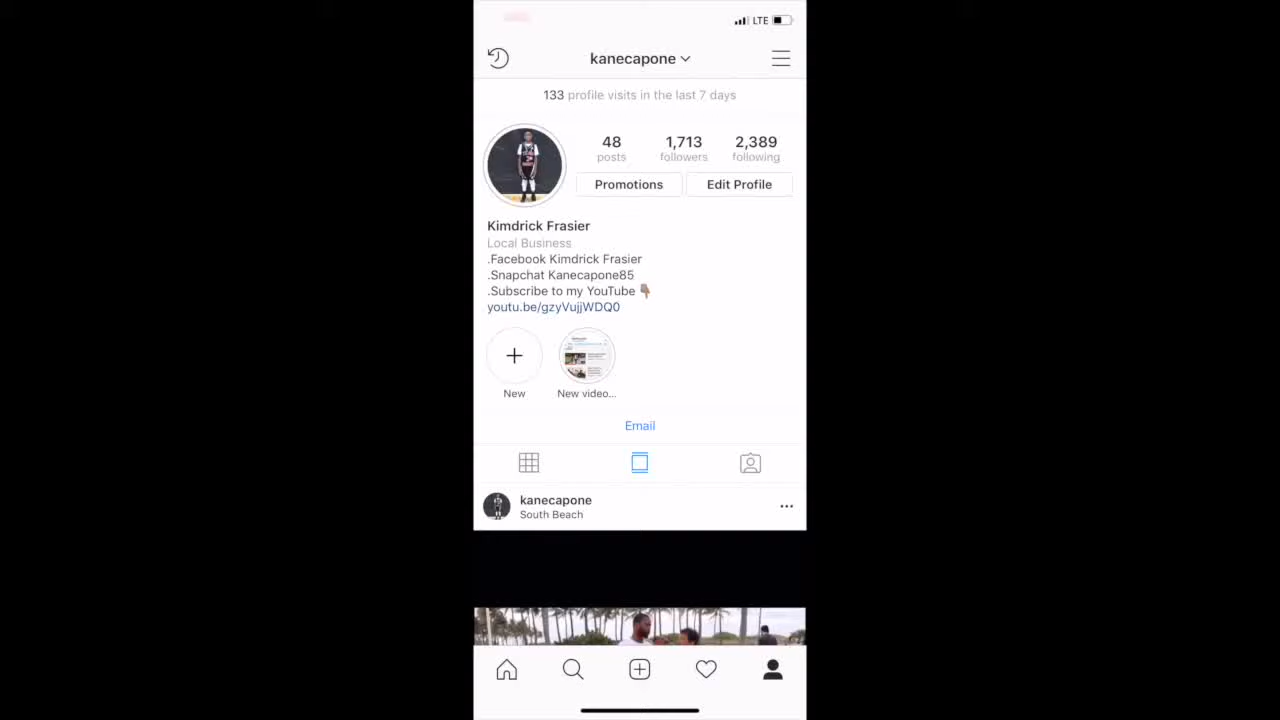 LTE
kanecapone
133 profile visits in the last 7 days
48 1,713 2,389
posts followers following
Promotions Edit Profile
Kimdrick Frasier
Local Business
.Facebook Kimdrick Frasier
.Snapchat Kanecapone85
.Subscribe to my YouTube 👇🏽
youtu.be/gzyVujjWDQ0
New New video...
Email
kanecapone
South Beach